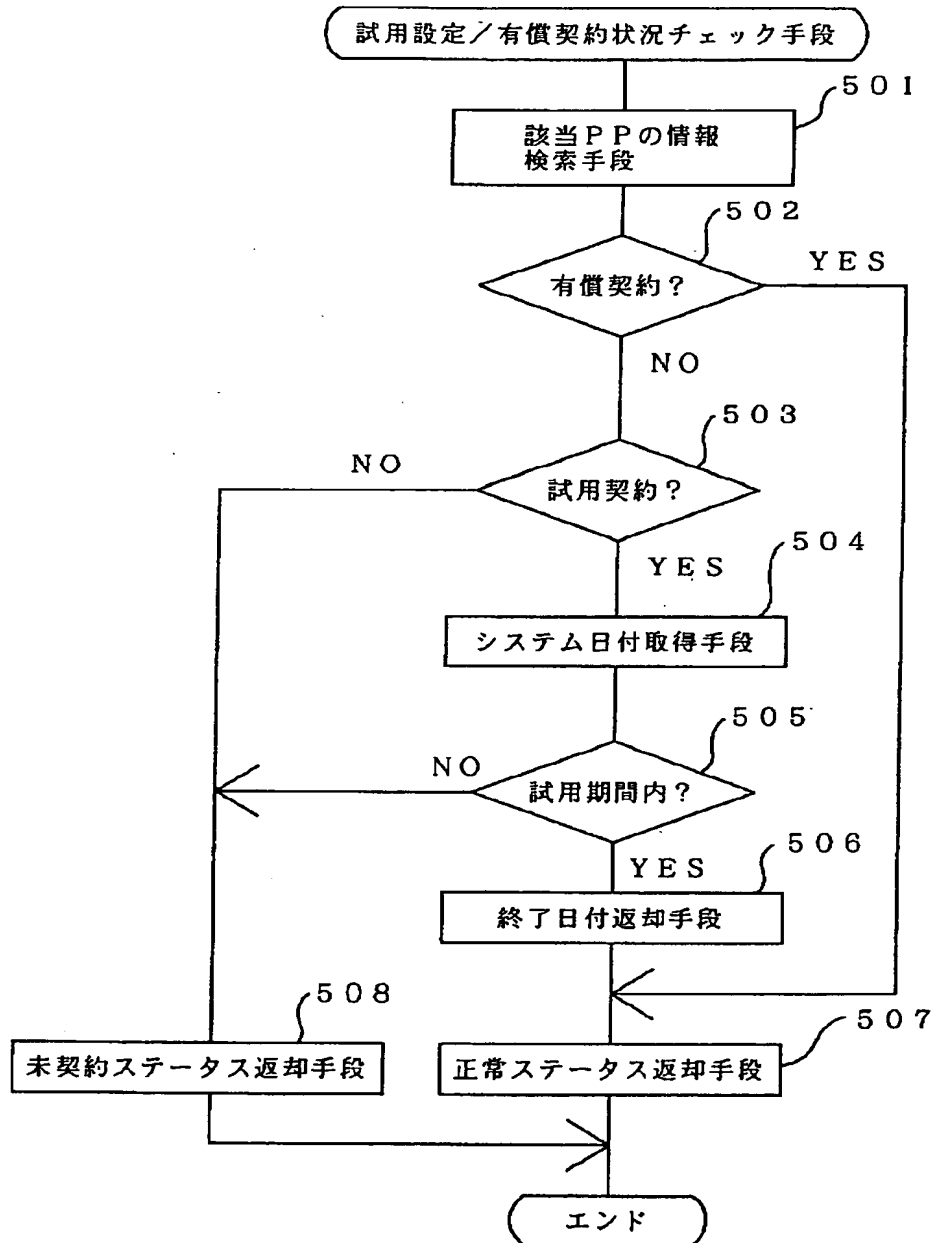 試用設定／有償契約状況チェック手段
501
該当PPの情報
検索手段
502
有償契約?
YES
NO
503
試用契約?
NO
YES
504
システム日付取得手段
505
試用期間内?
NO
YES
506
終了日付返却手段
508
未契約ステータス返却手段
507
正常ステータス返却手段
エンド